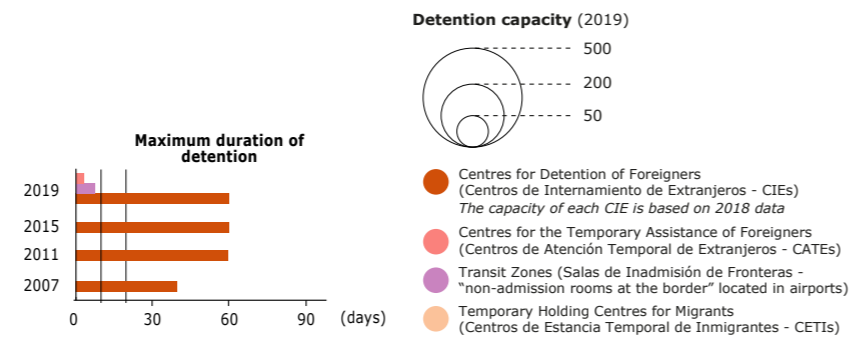 Detention capacity (2019)
500
200
50
Maximum duration of
detention
2019
2015
2011
2007
0 30 60 90 (days)
Centres for Detention of Foreigners
(Centros de Internamiento de Extranjeros - CIEs)
The capacity of each CIE is based on 2018 data
Centres for the Temporary Assistance of Foreigners
(Centros de Atención Temporal de Extranjeros - CATEs)
Transit Zones (Salas de Inadmisión de Fronteras -
“non-admission rooms at the border” located in airports)
Temporary Holding Centres for Migrants
(Centros de Estancia Temporal de Inmigrantes - CETIs)